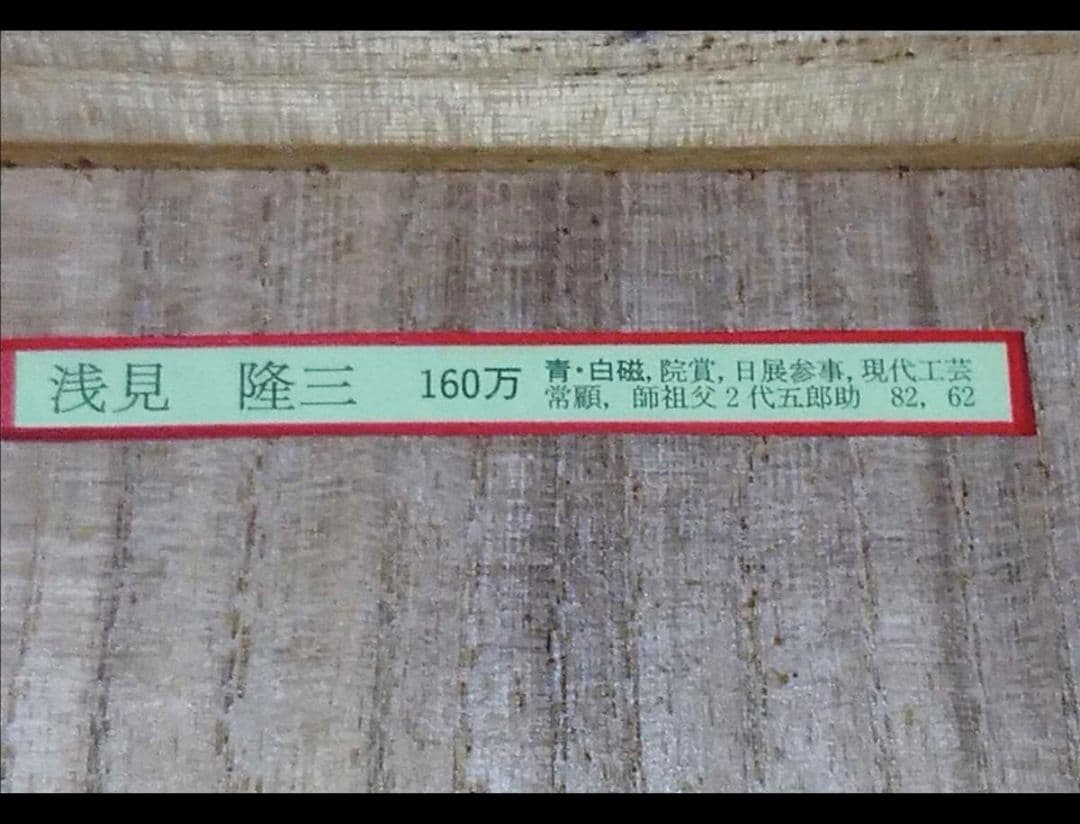 浅見 隆三 160万 青・白磁, 院賞, 日展参事, 現代工芸
常顧, 師祖父2代五郎助 82, 62